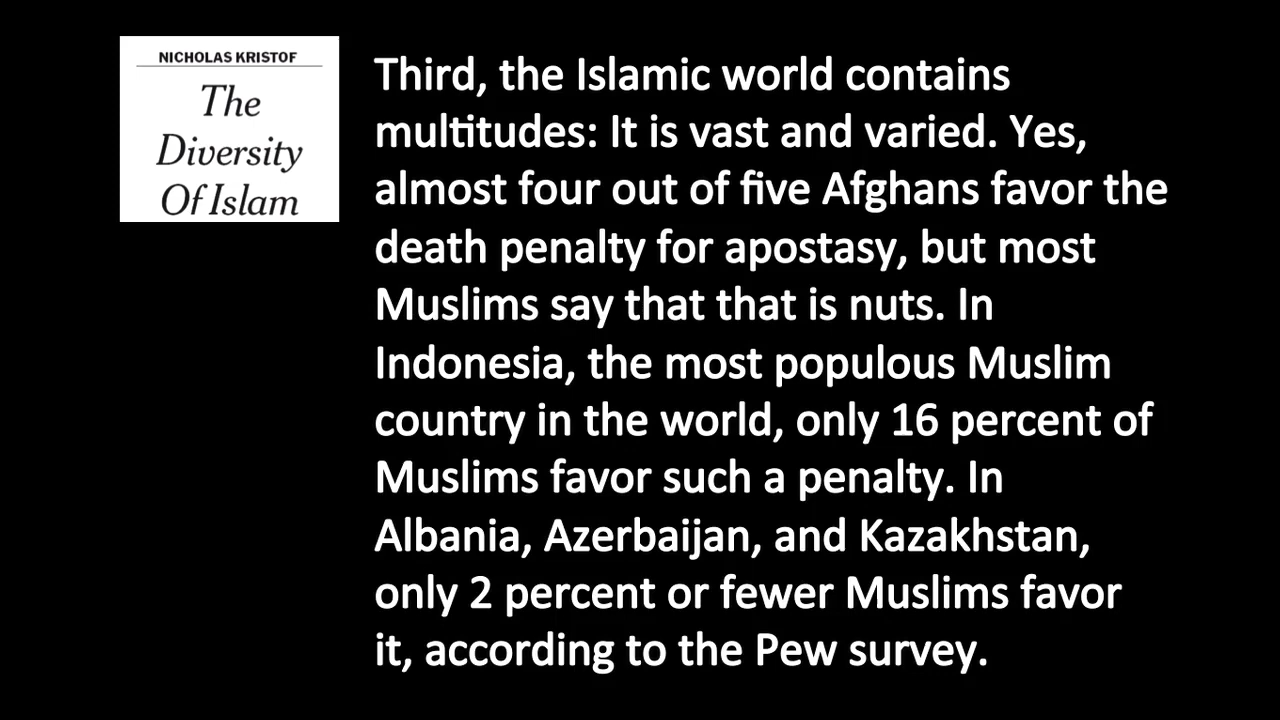 NICHOLAS KRISTOF
The
Diversity
Of Islam
Third, the Islamic world contains
multitudes: It is vast and varied. Yes,
almost four out of five Afghans favor the
death penalty for apostasy, but most
Muslims say that that is nuts. In
Indonesia, the most populous Muslim
country in the world, only 16 percent of
Muslims favor such a penalty. In
Albania, Azerbaijan, and Kazakhstan,
only 2 percent or fewer Muslims favor
it, according to the Pew survey.